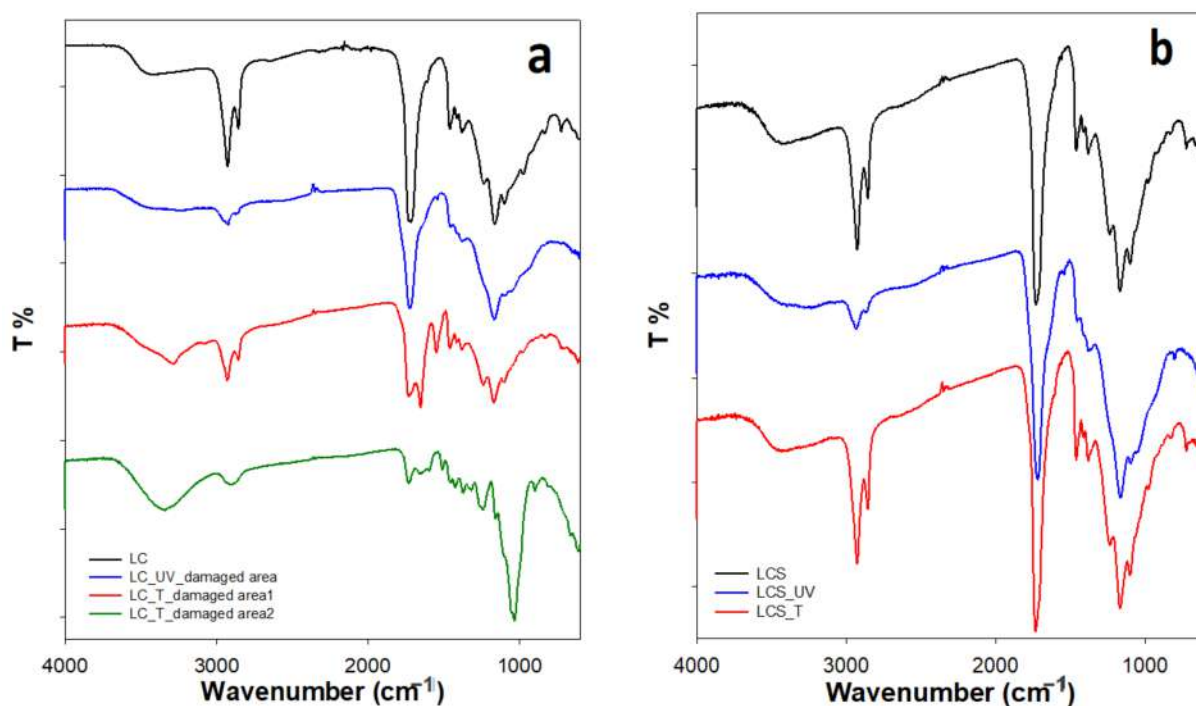 a
T %
4000 3000 2000 1000
Wavenumber (cm⁻¹)
LC
LC_UV_damaged area
LC_T_damaged area1
LC_T_damaged area2
b
T %
4000 3000 2000 1000
Wavenumber (cm⁻¹)
LCS
LCS_UV
LCS_T